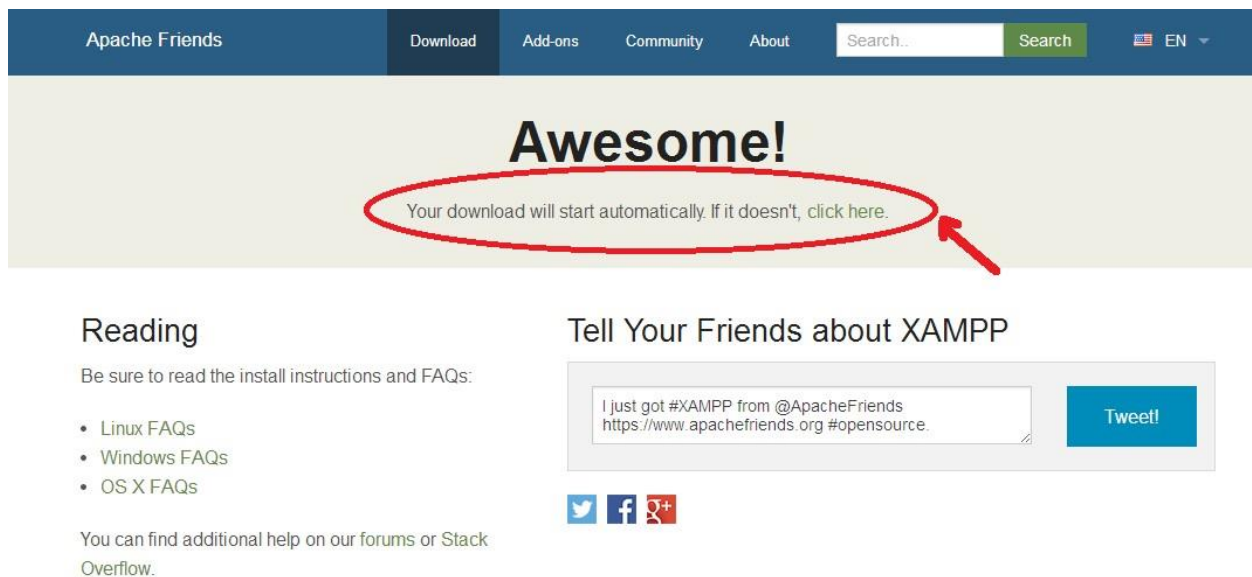 Apache Friends
Download
Add-ons
Community
About
Search..
Search
EN
Awesome!
Your download will start automatically. If it doesn't, click here.
Reading
Be sure to read the install instructions and FAQs:
• Linux FAQs
• Windows FAQs
• OS X FAQs
You can find additional help on our forums or Stack
Overflow.
Tell Your Friends about XAMPP
I just got #XAMPP from @ApacheFriends
https://www.apachefriends.org #opensource.
Tweet!
f
g+